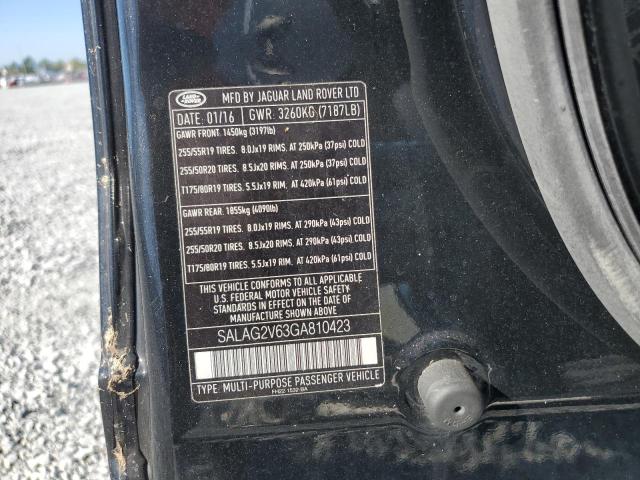 LAND ROVER
MFD BY JAGUAR LAND ROVER LTD
DATE: 01/16 GWR: 3260KG (7187LB)
GAWR FRONT: 1450kg (3197lb)
255/55R19 TIRES. 8.0Jx19 RIMS. AT 250kPa (37psi) COLD
255/50R20 TIRES. 8.5Jx20 RIMS. AT 250kPa (37psi) COLD
T175/80R19 TIRES. 5.5Jx19 RIM. AT 420kPa (61psi) COLD
GAWR REAR. 1855kg (4090lb)
255/55R19 TIRES. 8.0Jx19 RIMS. AT 290kPa (43psi) COLD
255/50R20 TIRES. 8.5Jx20 RIMS. AT 290kPa (43psi) COLD
T175/80R19 TIRES. 5.5Jx19 RIM. AT 420kPa (61psi) COLD
THIS VEHICLE CONFORMS TO ALL APPLICABLE
U.S. FEDERAL MOTOR VEHICLE SAFETY
STANDARDS IN EFFECT ON THE DATE OF
MANUFACTURE SHOWN ABOVE.
SALAG2V63GA810423
TYPE: MULTI-PURPOSE PASSENGER VEHICLE